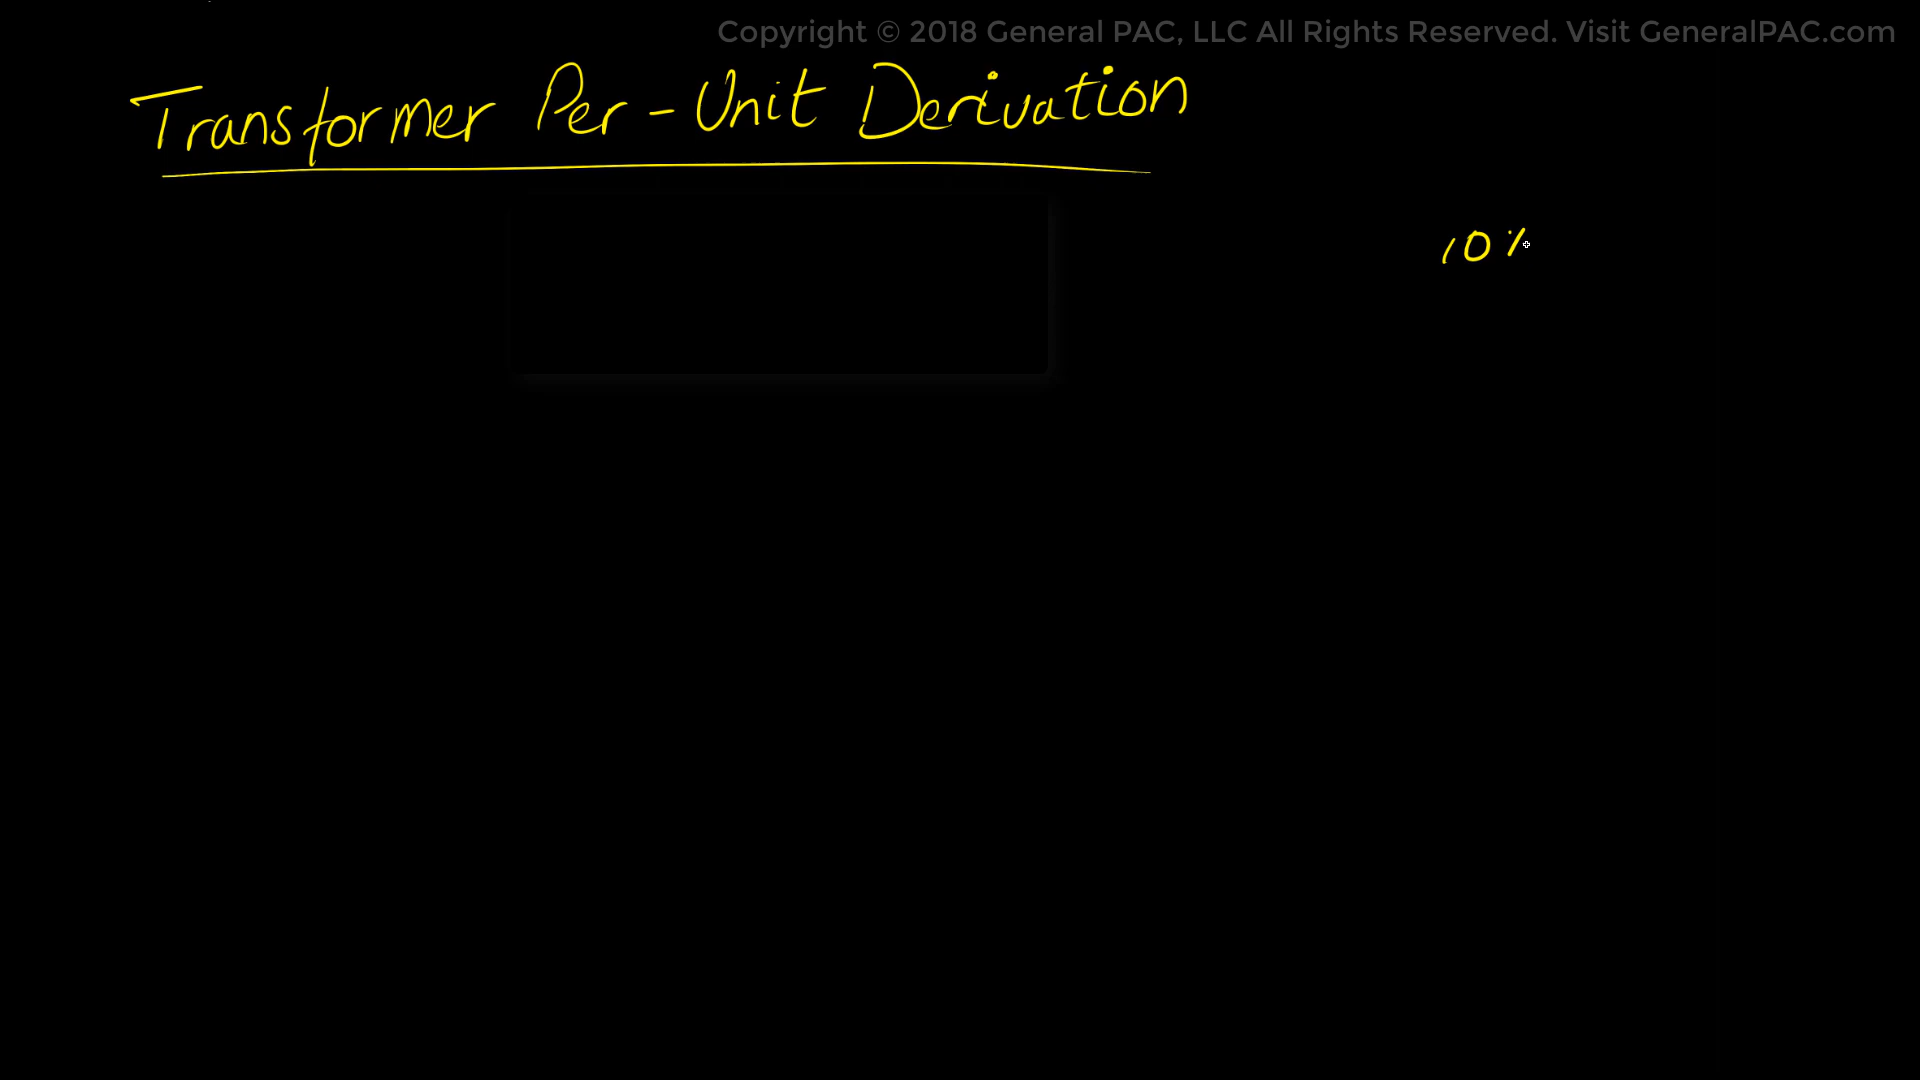 Copyright © 2018 General PAC, LLC All Rights Reserved. Visit GeneralPAC.com
Transformer Per-Unit Derivation
10%